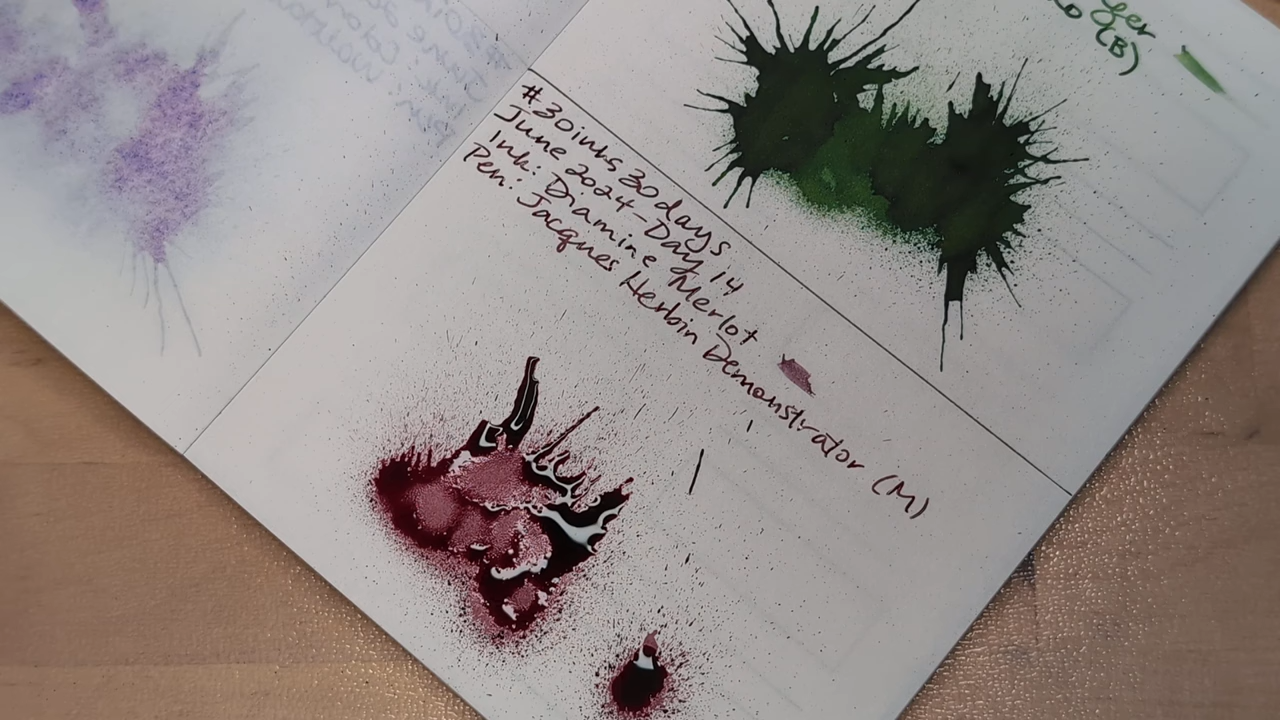 (B)
#30inks30days
June 2024-Day 14
Ink: Diamine Merlot
Pen: Jacques Herbin Demonstrator (M)